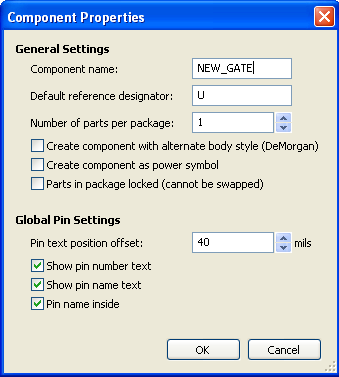 Component Properties
General Settings
Component name: NEW_GATE
Default reference designator: U
Number of parts per package: 1
Create component with alternate body style (DeMorgan)
Create component as power symbol
Parts in package locked (cannot be swapped)
Global Pin Settings
Pin text position offset: 40 mils
Show pin number text
Show pin name text
Pin name inside
OK Cancel